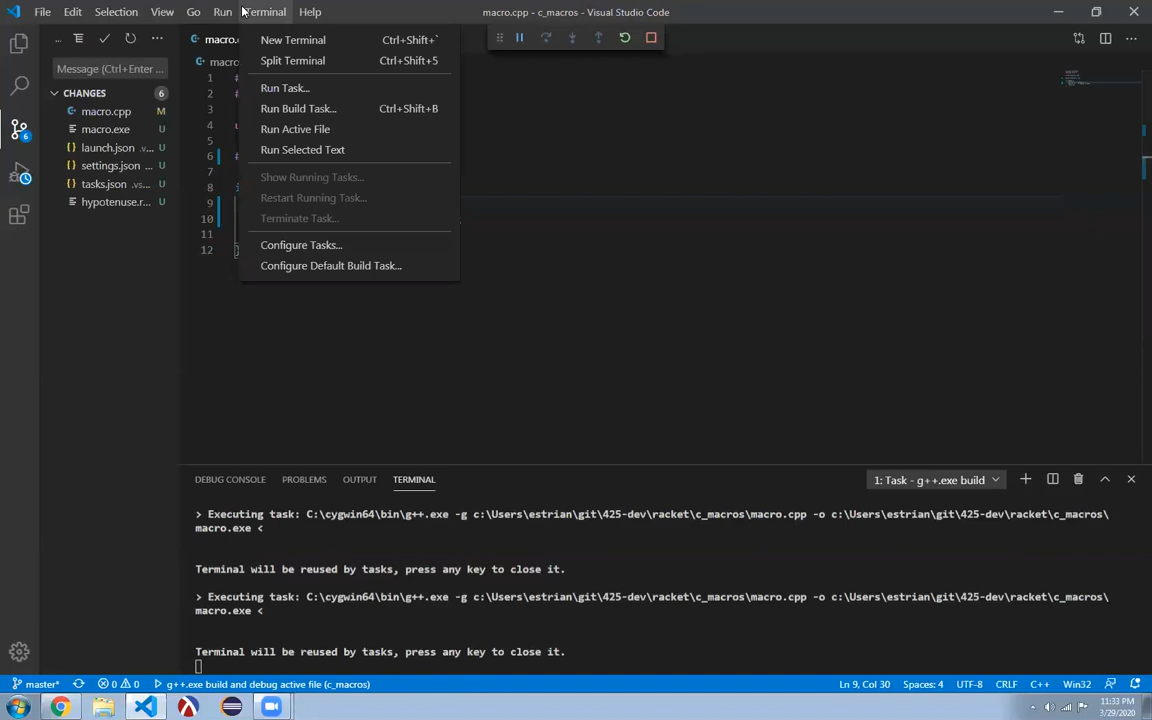 File Edit Selection View Go Run Terminal Help
macro.cpp - c_macros - Visual Studio Code
New Terminal Ctrl+Shift+`
Split Terminal Ctrl+Shift+5
Run Task...
Run Build Task... Ctrl+Shift+B
Run Active File
Run Selected Text
Show Running Tasks...
Restart Running Task...
Terminate Task...
Configure Tasks...
Configure Default Build Task...
Message (Ctrl+Enter ...
CHANGES 6
macro.cpp M
macro.exe U
launch.json .v... U
settings.json ... U
tasks.json .vs... U
hypotenuse.r... U
6
1 #
2 #
3
4
5
6 #
7
8
9
10
11
12 }
DEBUG CONSOLE PROBLEMS OUTPUT TERMINAL
1: Task - g++.exe build
> Executing task: C:\cygwin64\bin\g++.exe -g c:\Users\estrian\git\425-dev\racket\c_macros\macro.cpp -o c:\Users\estrian\git\425-dev\racket\c_macros\
macro.exe <
Terminal will be reused by tasks, press any key to close it.
> Executing task: C:\cygwin64\bin\g++.exe -g c:\Users\estrian\git\425-dev\racket\c_macros\macro.cpp -o c:\Users\estrian\git\425-dev\racket\c_macros\
macro.exe <
Terminal will be reused by tasks, press any key to close it.
master* 0 0 g++.exe build and debug active file (c_macros)
Ln 9, Col 30 Spaces: 4 UTF-8 CRLF C++ Win32
11:33 PM
3/29/2020